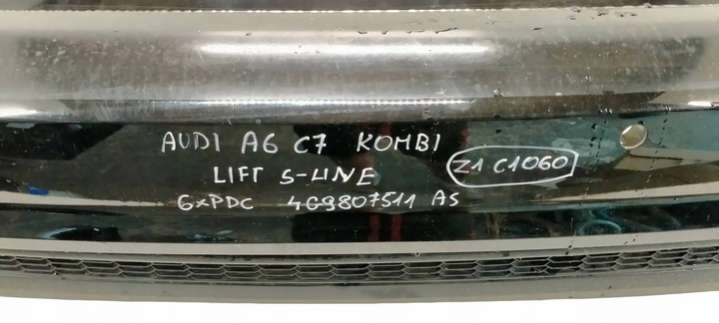 AUDI A6 C7 KOMBI
LIFT S-LINE
Z1 C1060
6xPDC 4G9807511 AS